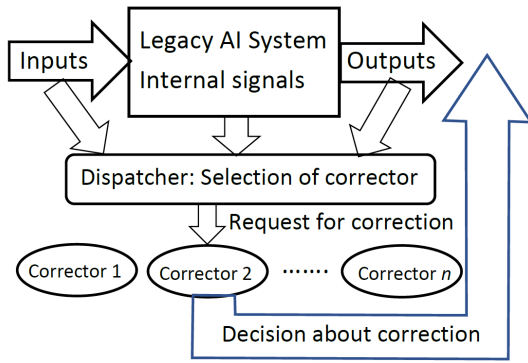 Legacy AI System
Inputs
Outputs
Internal signals
Dispatcher: Selection of corrector
Request for correction
Corrector 1
Corrector 2
.......
Corrector n
Decision about correction